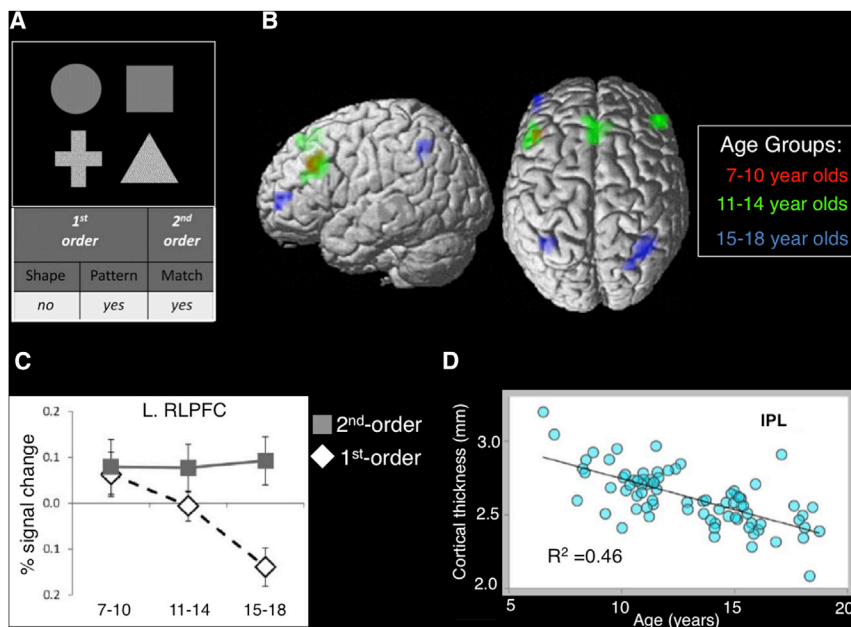 A
1st order
2nd order
Shape
Pattern
Match
no
yes
yes
B
Age Groups:
7-10 year olds
11-14 year olds
15-18 year olds
C
L. RLPFC
% signal change
0.2
0.1
0.0
0.1
0.2
7-10
11-14
15-18
2nd-order
1st-order
D
IPL
Cortical thickness (mm)
3.0
2.5
2.0
R2 =0.46
5
10
15
20
Age (years)